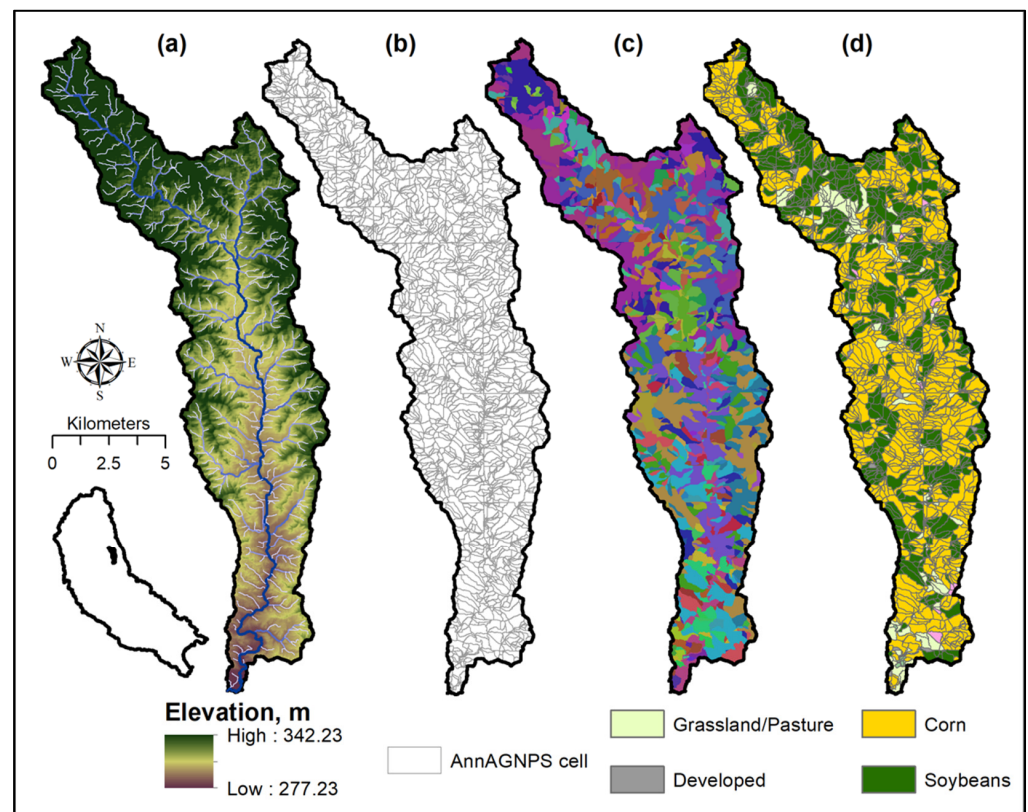 (a)
(b)
(c)
(d)
N
W E
S
Kilometers
0 2.5 5
Elevation, m
High : 342.23
Low : 277.23
AnnAGNPS cell
Grassland/Pasture
Corn
Developed
Soybeans